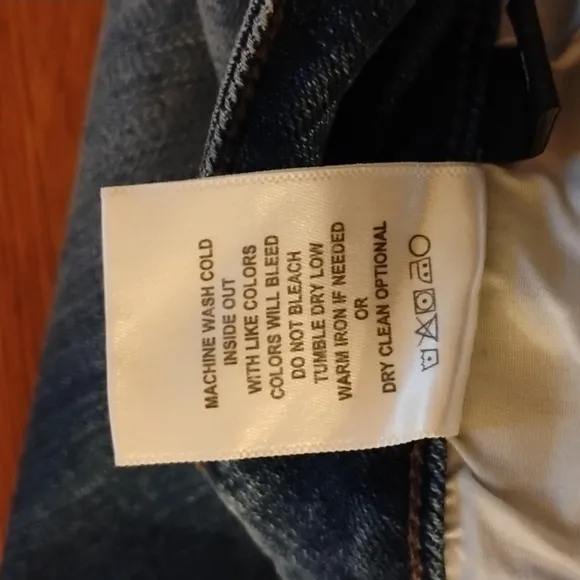 MACHINE WASH COLD
INSIDE OUT
WITH LIKE COLORS
COLORS WILL BLEED
DO NOT BLEACH
TUMBLE DRY LOW
WARM IRON IF NEEDED
OR
DRY CLEAN OPTIONAL